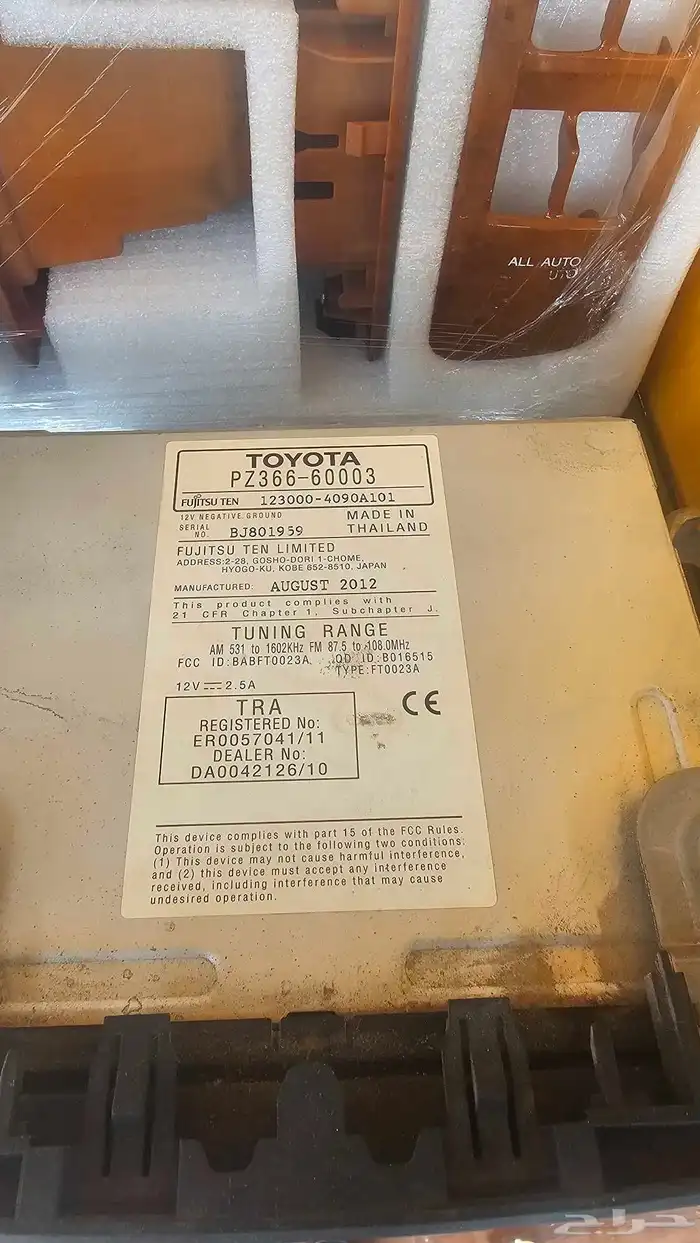 ALL AUTO
TOYOTA
PZ366-60003
FUJITSU TEN 123000-4090A101
12V NEGATIVE GROUND
MADE IN
THAILAND
SERIAL
NO. BJ801959
FUJITSU TEN LIMITED
ADDRESS:2-28, GOSHO-DORI 1-CHOME,
HYOGO-KU, KOBE 652-8510, JAPAN
MANUFACTURED: AUGUST 2012
This product complies with
21 CFR Chapter 1, Subchapter J.
TUNING RANGE
AM 531 to 1602KHz FM 87.5 to 108.0MHz
FCC ID:BABFT0023A QD ID:B016515
TYPE:FT0023A
12V 2.5A
TRA
REGISTERED No:
ER0057041/11
DEALER No:
DA0042126/10
CE
This device complies with part 15 of the FCC Rules.
Operation is subject to the following two conditions:
(1) This device may not cause harmful interference,
and (2) this device must accept any interference
received, including interference that may cause
undesired operation.
حراج